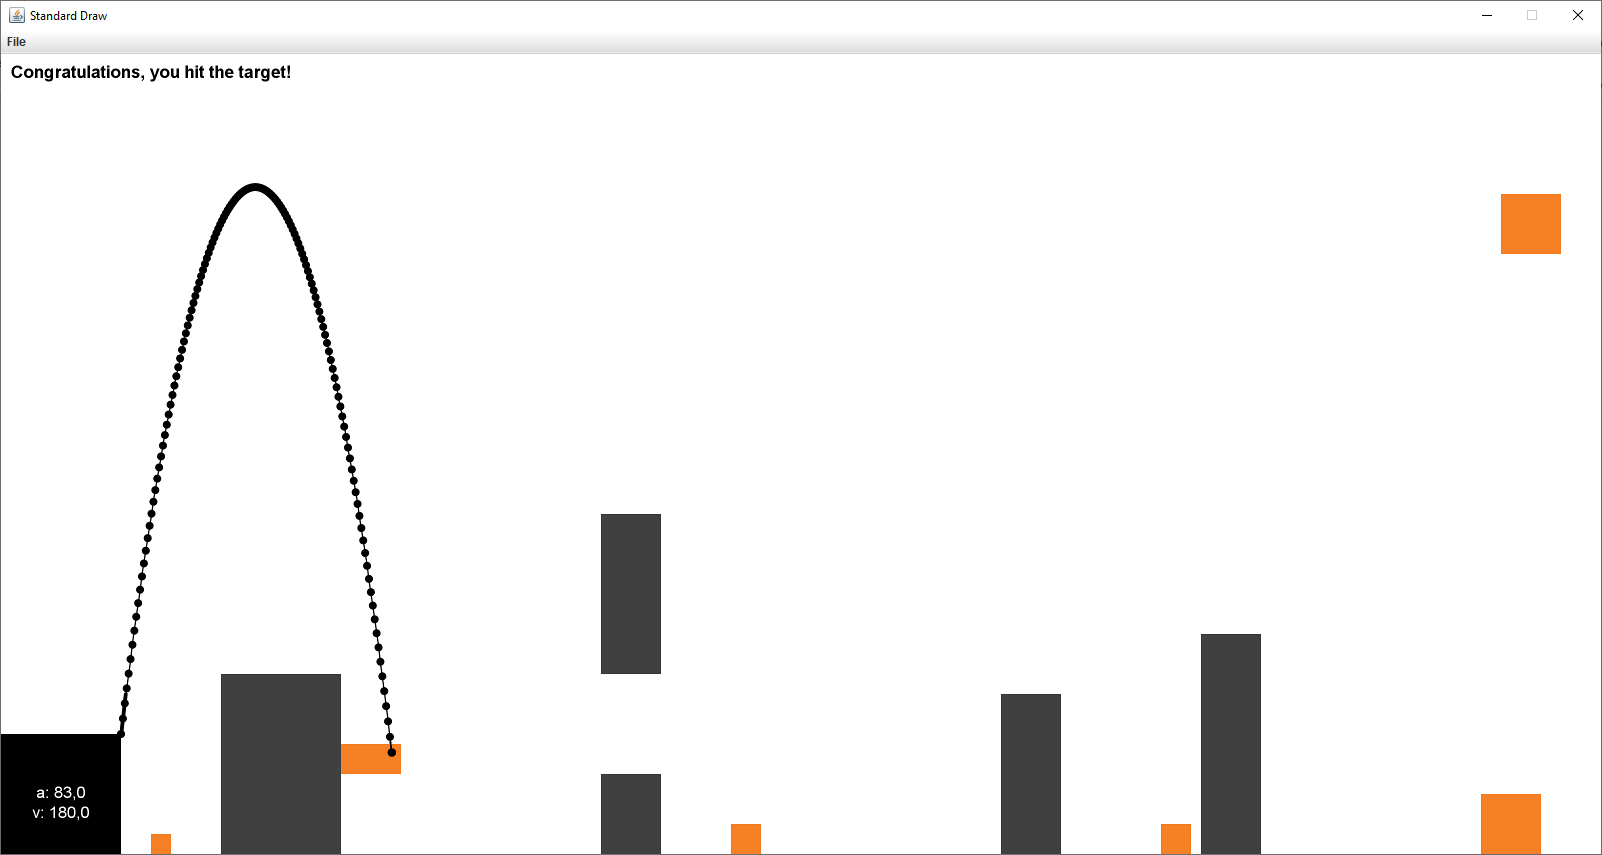 Standard Draw
File
Congratulations, you hit the target!
a: 83,0
v: 180,0